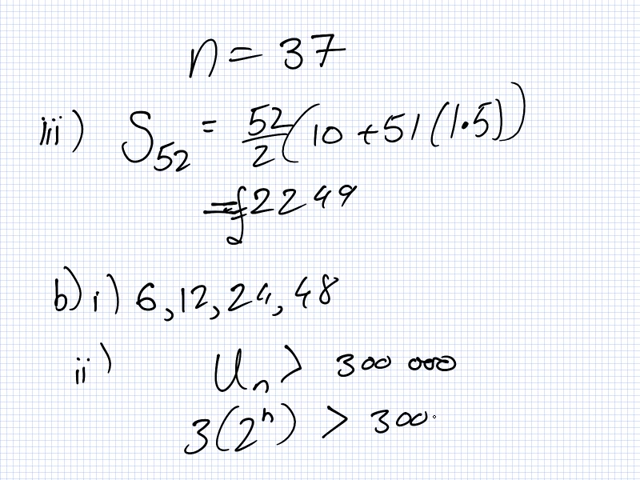 n = 37
iii) S₅₂ = 52/2 (10 + 51(1.5))
= £2249
b) i) 6, 12, 24, 48
ii) Uₙ > 300 000
3(2ⁿ) > 300.